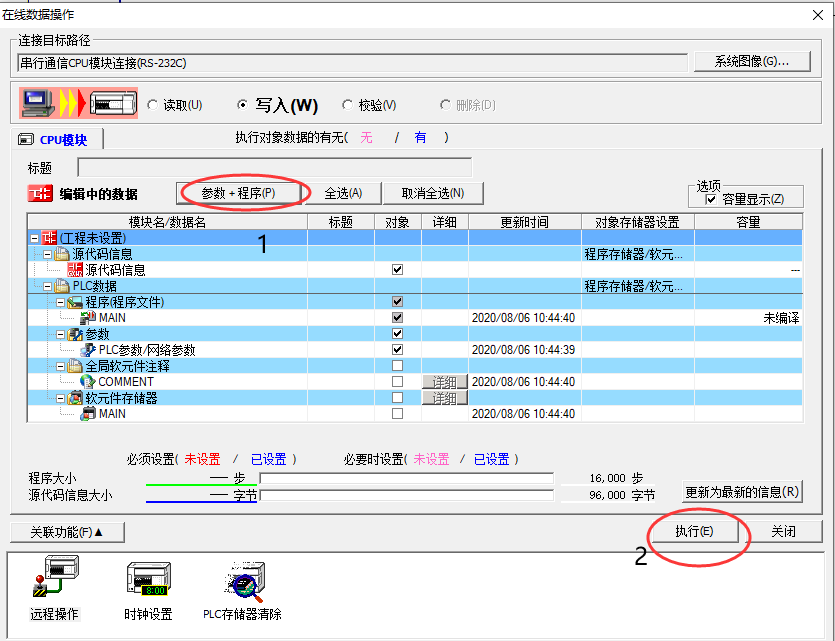 在线数据操作
连接目标路径
串行通信CPU模块连接(RS-232C)
系统图像(G)...
读取(U) 写入(W) 校验(V) 删除(D)
CPU模块
执行对象数据的有无( 无 / 有 )
标题
编辑中的数据 参数+程序(P) 全选(A) 取消全选(N)
选项
容量显示(Z)
1
模块名/数据名 标题 对象 详细 更新时间 对象存储器设置 容量
(工程未设置)
源代码信息 程序存储器/软元...
源代码信息 ---
PLC数据 程序存储器/软元...
程序(程序文件)
MAIN 2020/08/06 10:44:40 未编译
参数
PLC参数/网络参数 2020/08/06 10:44:39
全局软元件注释
COMMENT 详细 2020/08/06 10:44:40
软元件存储器 详细
MAIN 2020/08/06 10:44:40
必须设置( 未设置 / 已设置 ) 必要时设置( 未设置 / 已设置 )
程序大小 — 步 16,000 步
源代码信息大小 — 字节 96,000 字节
更新为最新的信息(R)
关联功能(F)▲ 执行(E) 关闭
2
8:00
远程操作 时钟设置 PLC存储器清除